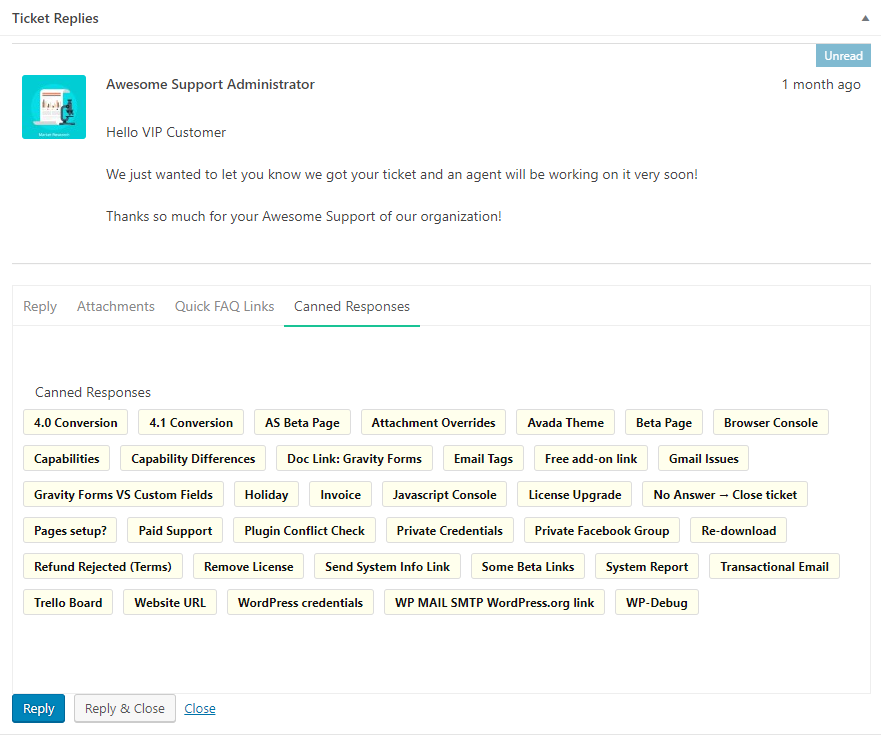 Ticket Replies
Unread
Awesome Support Administrator 1 month ago
Market Research
Hello VIP Customer
We just wanted to let you know we got your ticket and an agent will be working on it very soon!
Thanks so much for your Awesome Support of our organization!
Reply Attachments Quick FAQ Links Canned Responses
Canned Responses
4.0 Conversion 4.1 Conversion AS Beta Page Attachment Overrides Avada Theme Beta Page Browser Console
Capabilities Capability Differences Doc Link: Gravity Forms Email Tags Free add-on link Gmail Issues
Gravity Forms VS Custom Fields Holiday Invoice Javascript Console License Upgrade No Answer → Close ticket
Pages setup? Paid Support Plugin Conflict Check Private Credentials Private Facebook Group Re-download
Refund Rejected (Terms) Remove License Send System Info Link Some Beta Links System Report Transactional Email
Trello Board Website URL WordPress credentials WP MAIL SMTP WordPress.org link WP-Debug
Reply Reply & Close Close